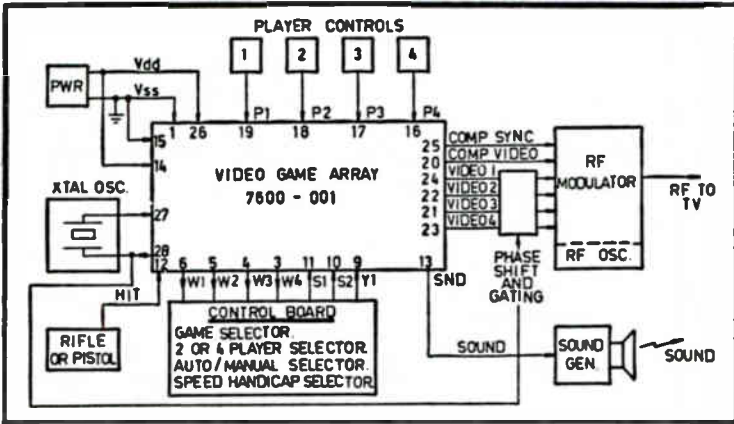 PLAYER CONTROLS
1 2 3 4
PWR
Vdd
Vss
P1 P2 P3 P4
1 26 19 18 17 16
15
14
VIDEO GAME ARRAY
7600 - 001
25 COMP SYNC
20 COMP VIDEO
24 VIDEO 1
22 VIDEO 2
21 VIDEO 3
23 VIDEO 4
RF
MODULATOR
RF OSC.
RF TO
TV
XTAL OSC.
27
28
12
6 5 4 3 11 10 9 13
W1 W2 W3 W4 S1 S2 Y1
SND
PHASE
SHIFT
AND
GATING
HIT
RIFLE
OR PISTOL
CONTROL BOARD
GAME SELECTOR.
2 OR 4 PLAYER SELECTOR.
AUTO/MANUAL SELECTOR.
SPEED HANDICAP SELECTOR
SOUND
SOUND
GEN.
SOUND